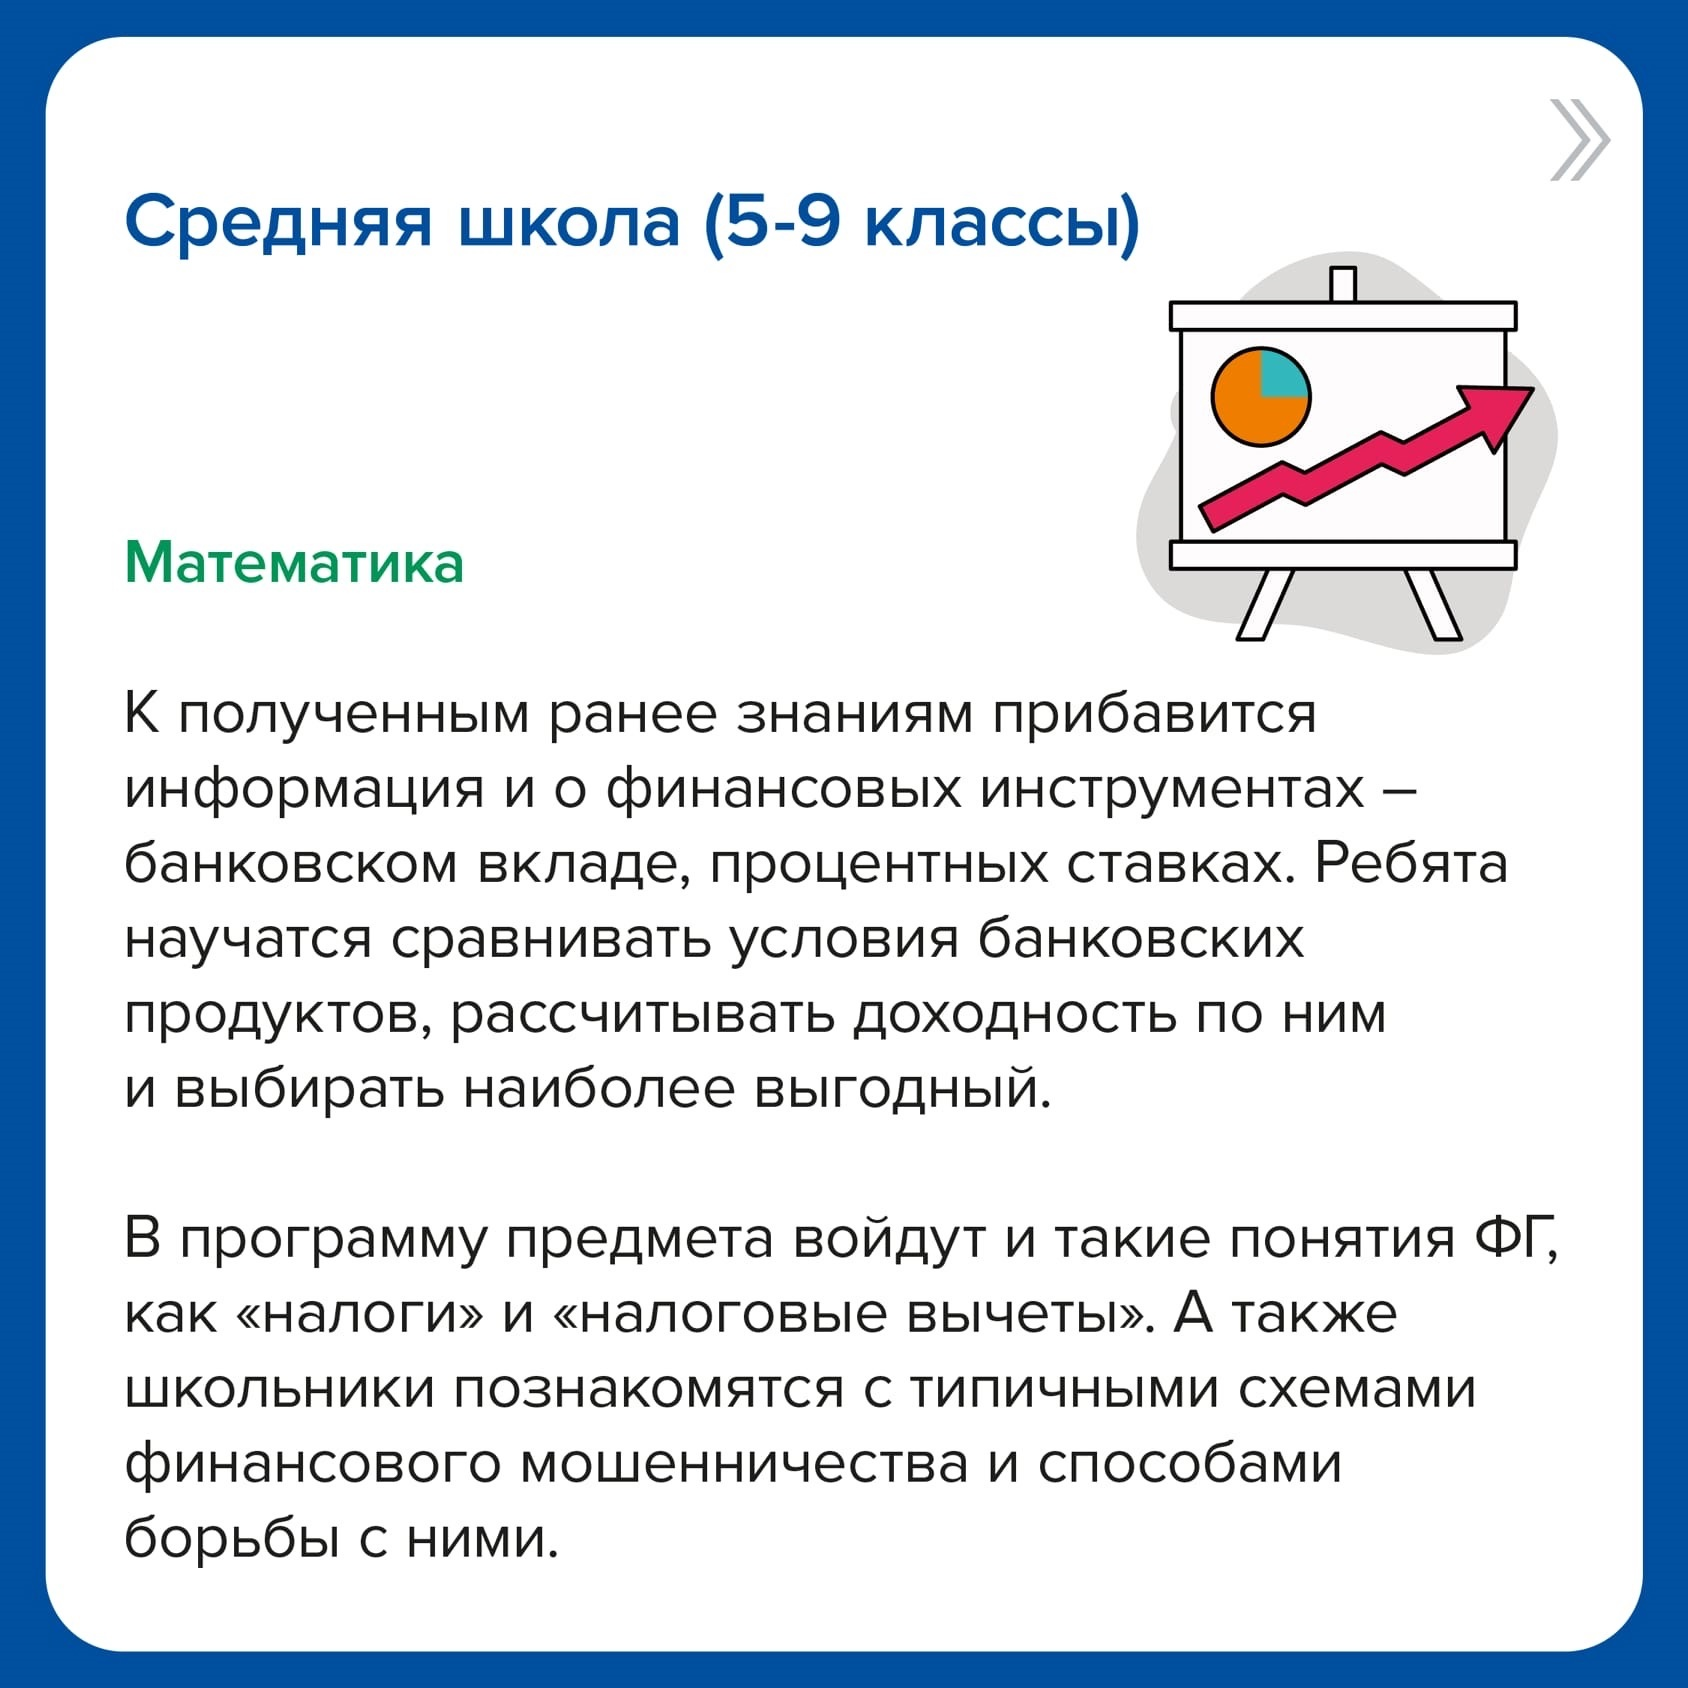 Средняя школа (5-9 классы)
Математика
К полученным ранее знаниям прибавится
информация и о финансовых инструментах –
банковском вкладе, процентных ставках. Ребята
научатся сравнивать условия банковских
продуктов, рассчитывать доходность по ним
и выбирать наиболее выгодный.
В программу предмета войдут и такие понятия ФГ,
как «налоги» и «налоговые вычеты». А также
школьники познакомятся с типичными схемами
финансового мошенничества и способами
борьбы с ними.